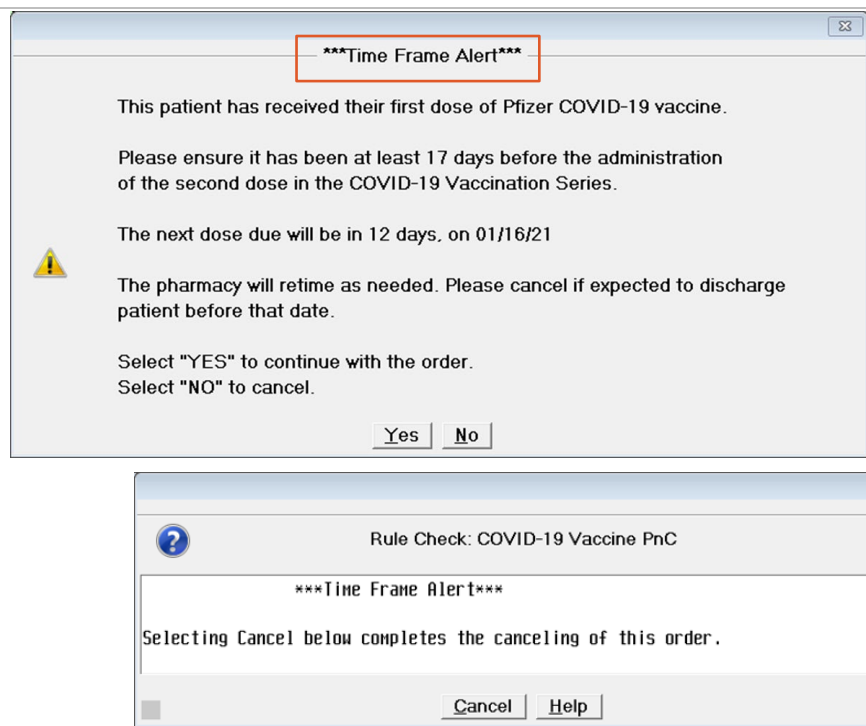 ***Time Frame Alert***
This patient has received their first dose of Pfizer COVID-19 vaccine.
Please ensure it has been at least 17 days before the administration
of the second dose in the COVID-19 Vaccination Series.
The next dose due will be in 12 days, on 01/16/21
The pharmacy will retime as needed. Please cancel if expected to discharge
patient before that date.
Select "YES" to continue with the order.
Select "NO" to cancel.
Yes No
Rule Check: COVID-19 Vaccine PnC
***Time Frame Alert***
Selecting Cancel below completes the canceling of this order.
Cancel Help